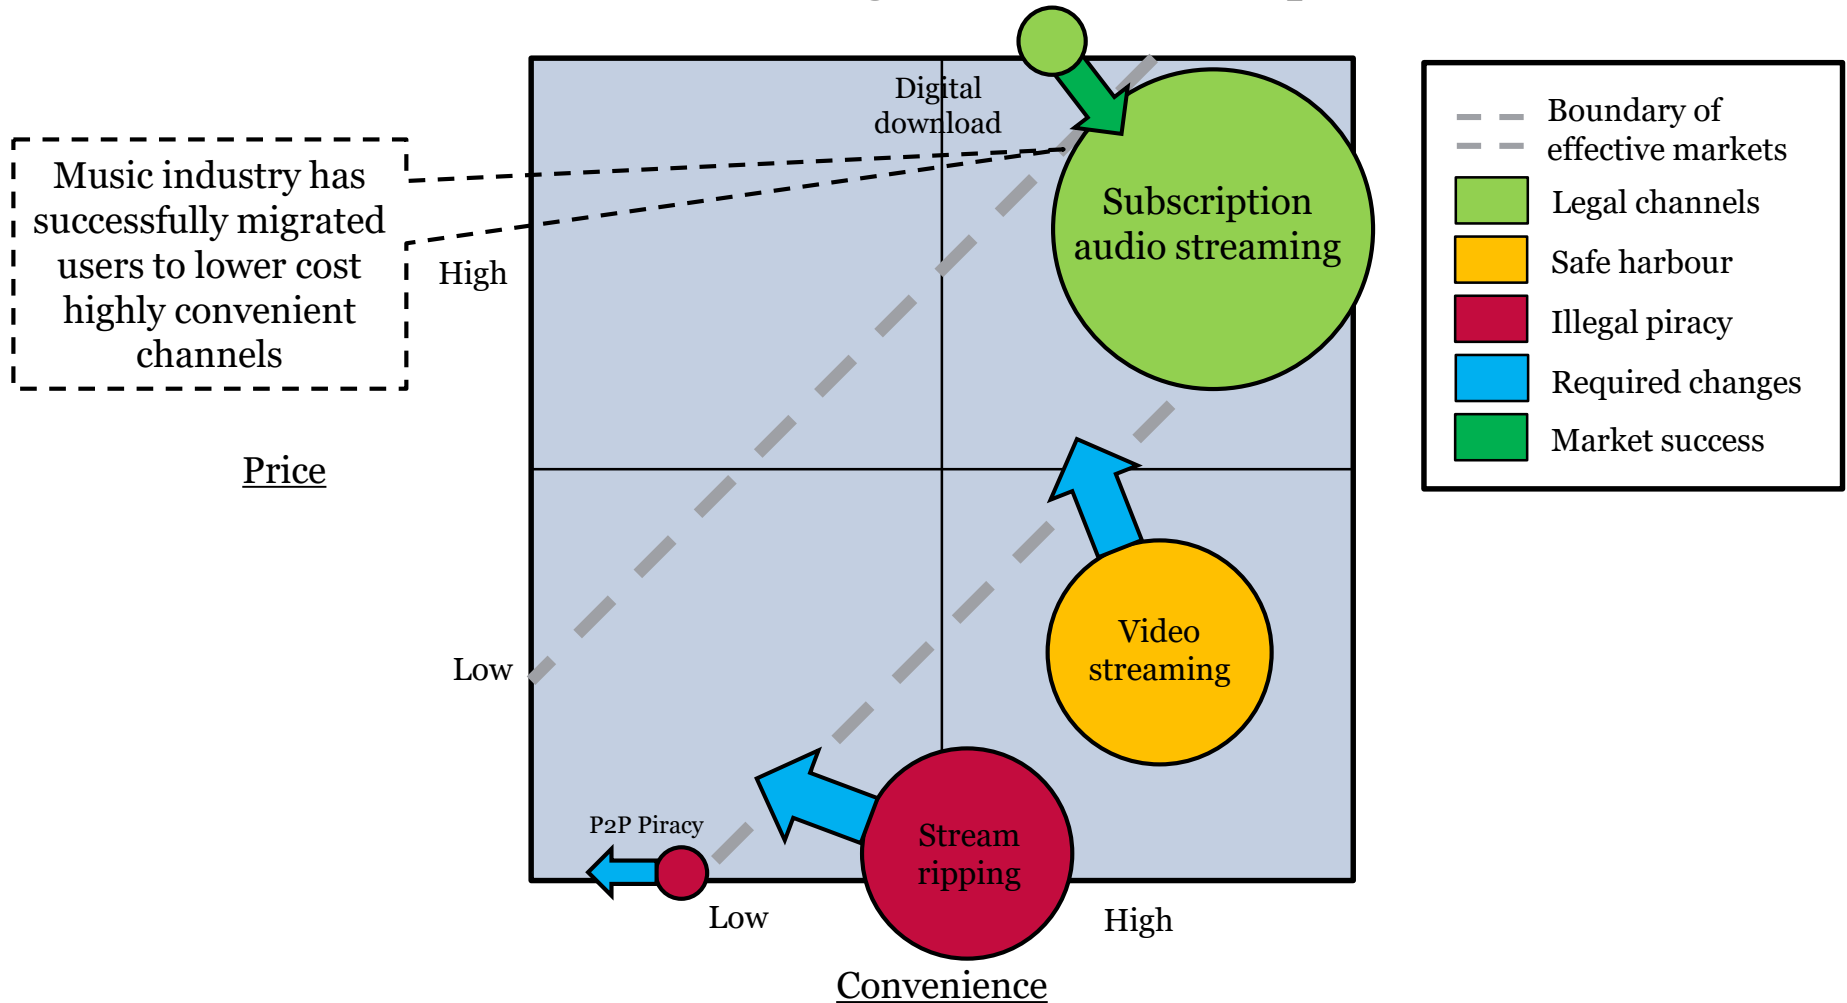 Digital
download
Music industry has
successfully migrated
users to lower cost
highly convenient
channels
High
Price
Low
Subscription
audio streaming
Video
streaming
P2P Piracy
Stream
ripping
Low
High
Convenience
Boundary of
effective markets
Legal channels
Safe harbour
Illegal piracy
Required changes
Market success